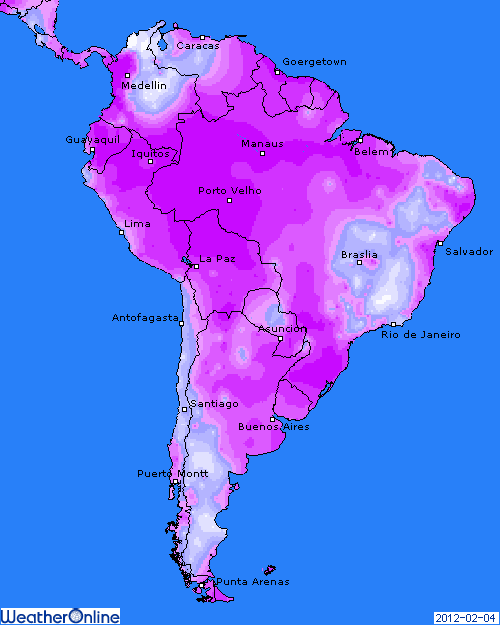 Caracas
Goergetown
Medellin
Guayaquil
Iquitos
Manaus
Belem
Porto Velho
Lima
La Paz
Braslia
Salvador
Antofagasta
Asuncion
Rio de Janeiro
Santiago
Buenos Aires
Puerto Montt
Punta Arenas
WeatherOnline
2012-02-04